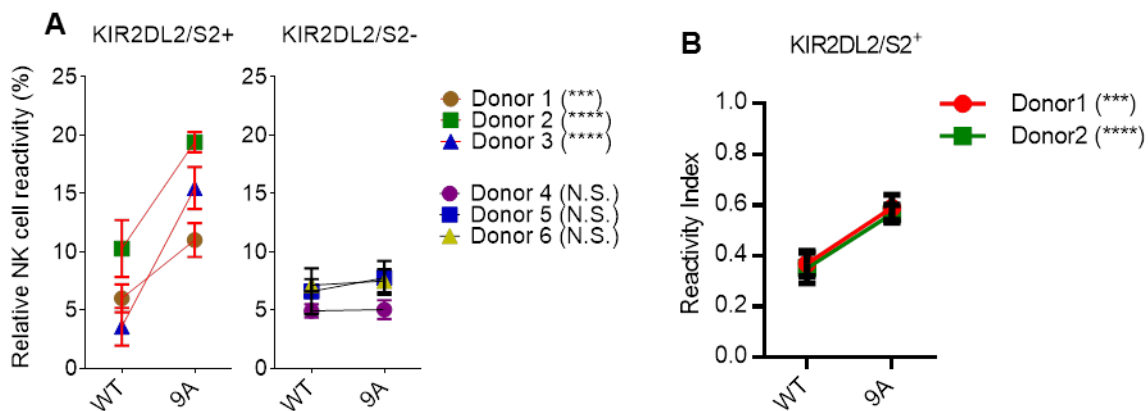 A
KIR2DL2/S2+
KIR2DL2/S2-
Relative NK cell reactivity (%)
25
20
15
10
5
0
WT
9A
25
20
15
10
5
0
WT
9A
Donor 1 (***)
Donor 2 (****)
Donor 3 (****)
Donor 4 (N.S.)
Donor 5 (N.S.)
Donor 6 (N.S.)
B
KIR2DL2/S2⁺
Reactivity Index
1.0
0.8
0.6
0.4
0.2
0.0
WT
9A
Donor1 (***)
Donor2 (****)